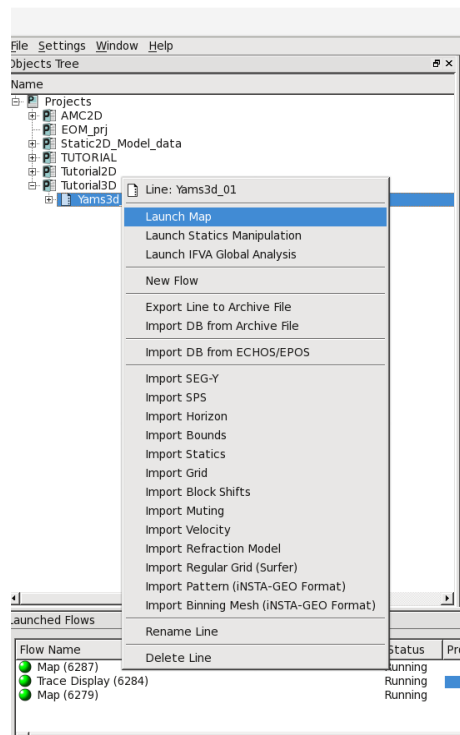 File Settings Window Help
Objects Tree
Name
Projects
AMC2D
EOM_prj
Static2D_Model_data
TUTORIAL
Tutorial2D
Tutorial3D
Yams3d
Line: Yams3d_01
Launch Map
Launch Statics Manipulation
Launch IFVA Global Analysis
New Flow
Export Line to Archive File
Import DB from Archive File
Import DB from ECHOS/EPOS
Import SEG-Y
Import SPS
Import Horizon
Import Bounds
Import Statics
Import Grid
Import Block Shifts
Import Muting
Import Velocity
Import Refraction Model
Import Regular Grid (Surfer)
Import Pattern (iNSTA-GEO Format)
Import Binning Mesh (iNSTA-GEO Format)
Rename Line
Delete Line
Launched Flows
Flow Name Status Pr
Map (6287) Running
Trace Display (6284) Running
Map (6279) Running